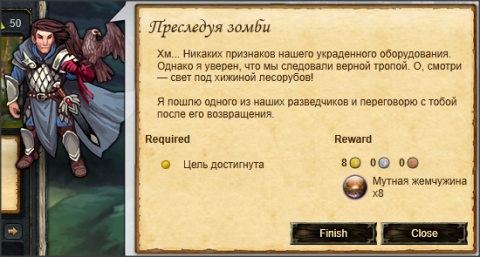 50
Преследуя зомби
Хм... Никаких признаков нашего украденного оборудования.
Однако я уверен, что мы следовали верной тропой. О, смотри
— свет под хижиной лесорубов!
Я пошлю одного из наших разведчиков и переговорю с тобой
после его возвращения.
Required Reward
Цель достигнута 8 0 0
Мутная жемчужина
x8
Finish Close